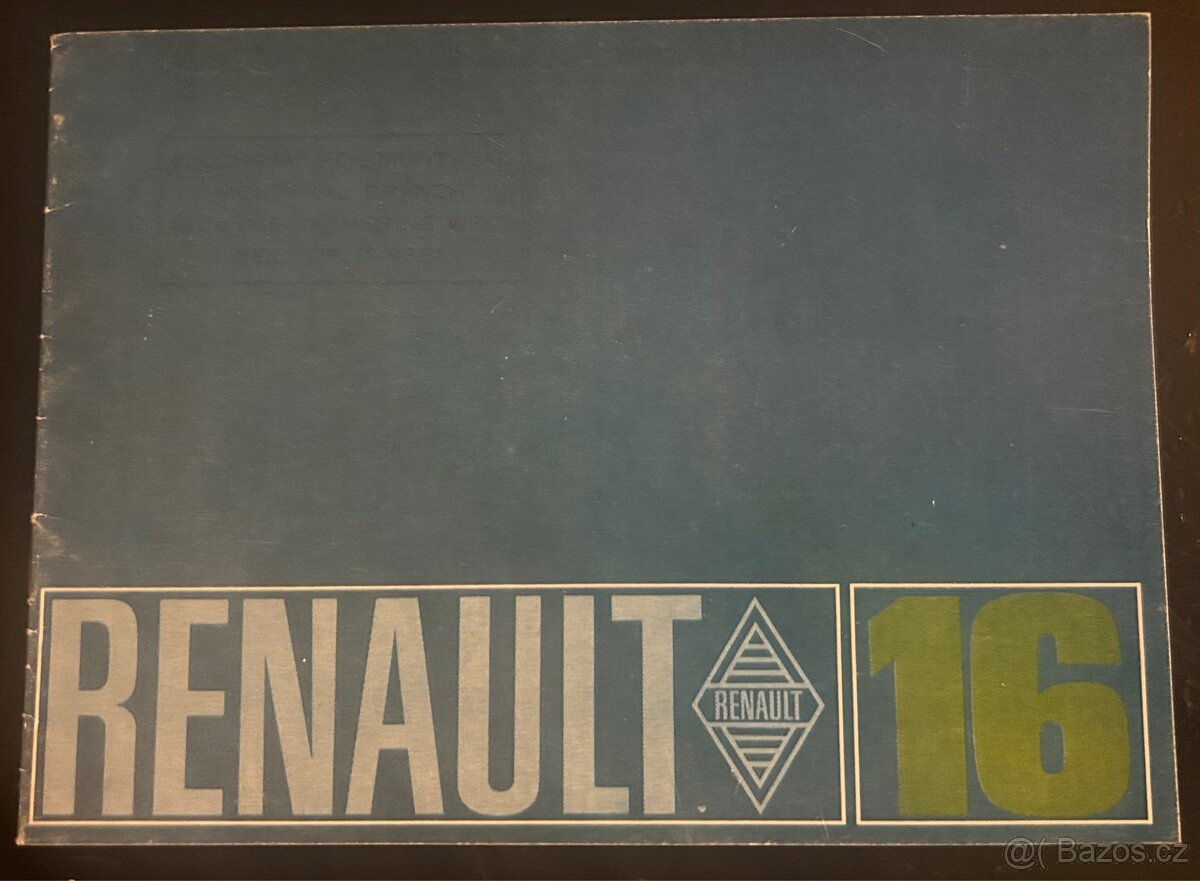 RENAULT
RENAULT
16
@( Bazos.cz